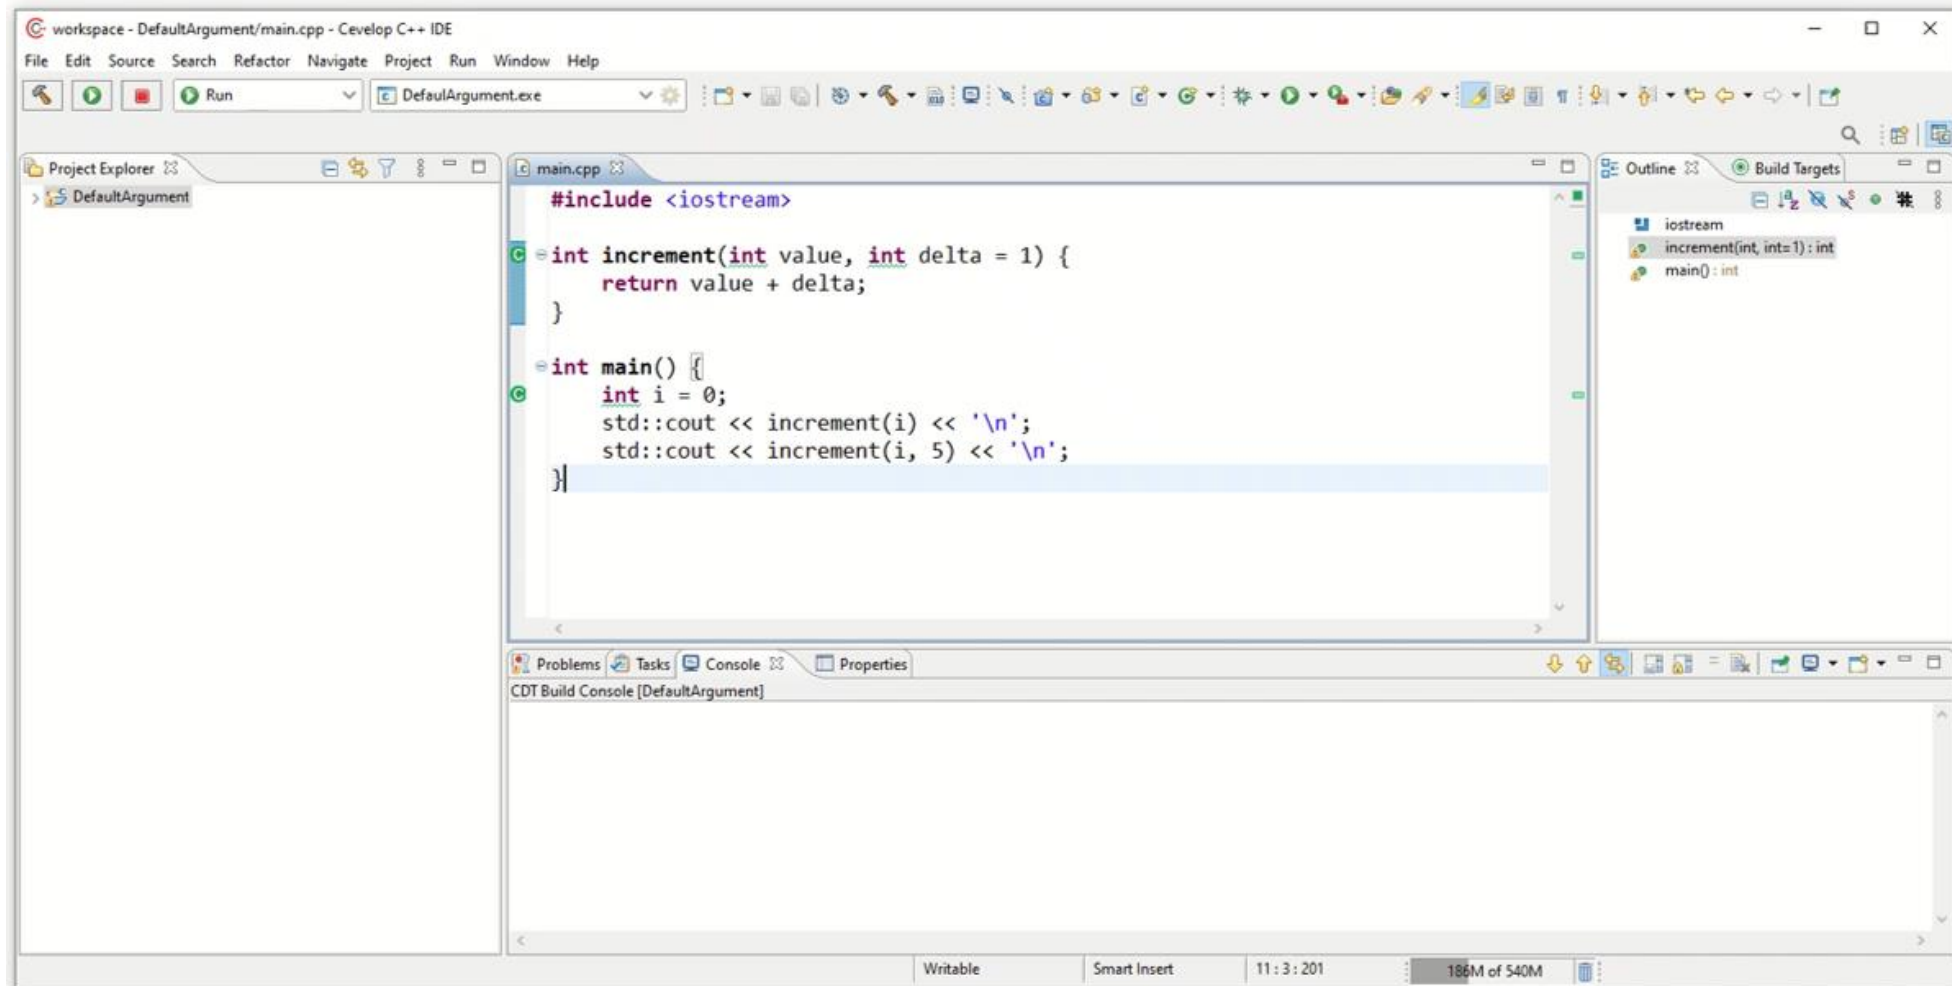 workspace - DefaultArgument/main.cpp - Cevelop C++ IDE
File Edit Source Search Refactor Navigate Project Run Window Help
Run DefaulArgument.exe
Project Explorer
DefaultArgument
main.cpp
#include <iostream>
int increment(int value, int delta = 1) {
return value + delta;
}
int main() {
int i = 0;
std::cout << increment(i) << '\n';
std::cout << increment(i, 5) << '\n';
}
Outline Build Targets
iostream
increment(int, int=1) : int
main() : int
Problems Tasks Console Properties
CDT Build Console [DefaultArgument]
Writable Smart Insert 11 : 3 : 201 186M of 540M